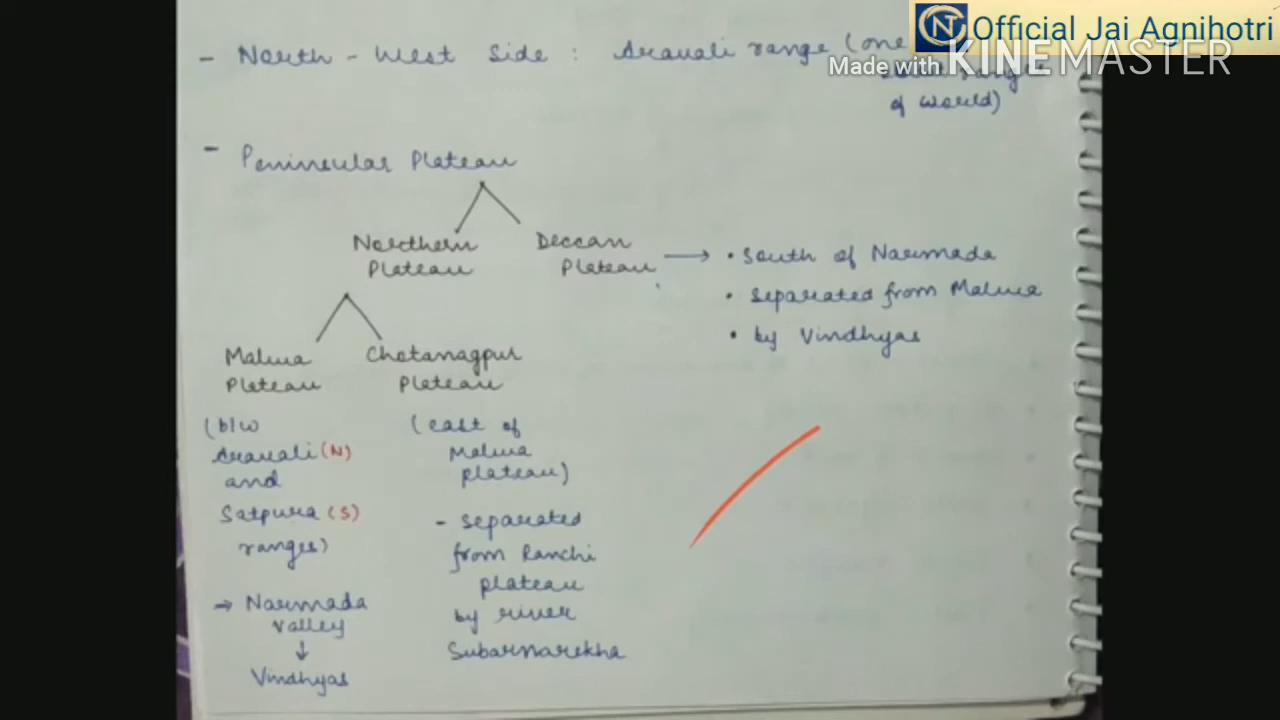 Official Jai Agnihotri
Made with KINEMASTER
- North - West Side : Aravali range (one
of World)
- Peninsular Plateau
Northern Plateau
Deccan Plateau → • South of Narmada
• Separated from Malwa
• by Vindhyas
Malwa Plateau
Chotanagpur Plateau
(b/w
Aravali (N)
and
Satpura (S)
ranges)
→ Narmada
valley
↓
Vindhyas
(east of
Malwa
plateau)
- separated
from Ranchi
plateau
by river
Subarnarekha